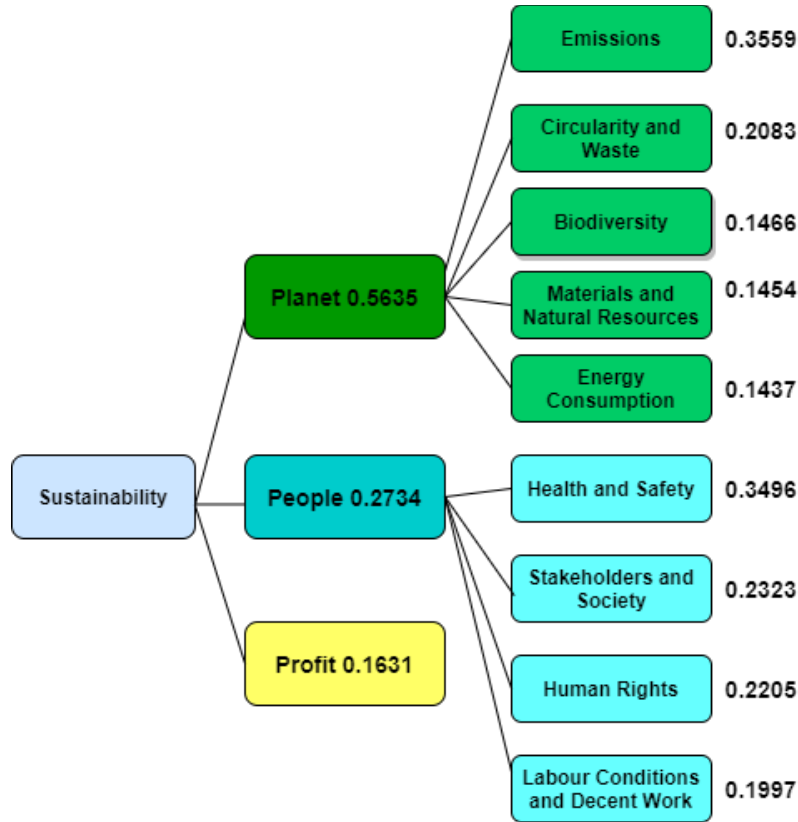 Emissions
0.3559
Circularity and
Waste
0.2083
Biodiversity
0.1466
Planet 0.5635
Materials and
Natural Resources
0.1454
Energy
Consumption
0.1437
Sustainability
People 0.2734
Health and Safety
0.3496
Stakeholders and
Society
0.2323
Profit 0.1631
Human Rights
0.2205
Labour Conditions
and Decent Work
0.1997